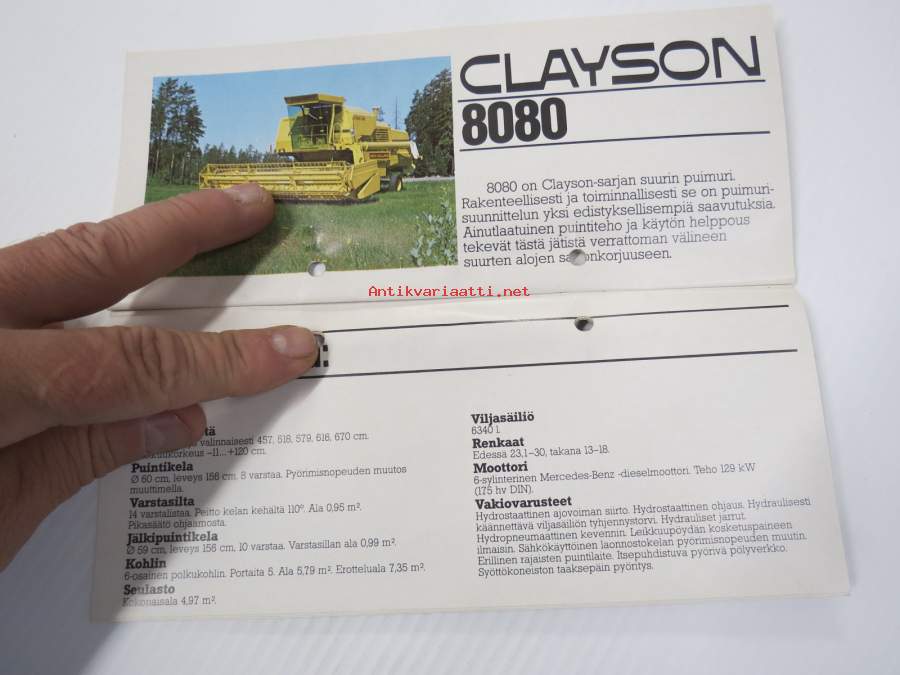 CLAYSON
8080
8080 on Clayson-sarjan suurin puimuri.
Rakenteellisesti ja toiminnallisesti se on puimuri-
suunnittelun yksi edistyksellisempiä saavutuksia.
Ainutlaatuinen puintiteho ja käytön helppous
tekevät tästä jätistä verrattoman välineen
suurten alojen sadonkorjuuseen.
Antikvariaatti.net
valinnaisesti 457, 518, 579, 616, 670 cm.
–11... +120 cm.
Puintikela
Ø 60 cm, leveys 156 cm. 8 varstaa. Pyörimisnopeuden muutos
muuttimella.
Varstasilta
14 varstalistaa. Peitto kelan kehältä 110°. Ala 0,95 m².
Pikasäätö ohjaamosta.
Jälkipuintikela
Ø 59 cm, leveys 156 cm, 10 varstaa. Varstasillan ala 0,99 m².
Kohlin
6-osainen polkukohlin. Portaita 5. Ala 5,79 m². Erotteluala 7,35 m².
Seulasto
Kokonaisala 4,97 m².
Viljasäiliö
6340 l.
Renkaat
Edessä 23,1–30, takana 13–18.
Moottori
6-sylinterinen Mercedes-Benz -dieselmoottori. Teho 129 kW
(175 hv DIN).
Vakiovarusteet
Hydrostaattinen ajovoiman siirto. Hydrostaattinen ohjaus. Hydraulisesti
käännettävä viljasäiliön tyhjennystorvi. Hydrauliset jarrut.
Hydropneumaattinen kevennin. Leikkuupöydän kosketuspaineen
ilmaisin. Sähkökäyttöinen laonnostokelan pyörimisnopeuden muutin.
Erillinen rajaisten puintilaite. Itsepuhdistuva pyörivä pölyverkko.
Syöttökoneiston taaksepäin pyöritys.